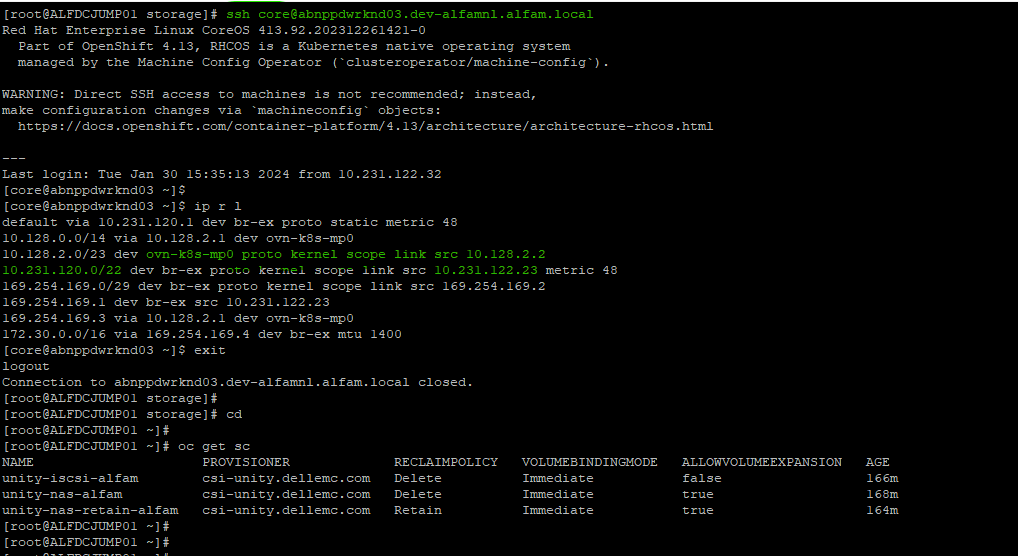 [root@ALFDCJUMP01 storage]# ssh core@abnppdwrknd03.dev-alfamnl.alfam.local
Red Hat Enterprise Linux CoreOS 413.92.202312261421-0
  Part of OpenShift 4.13, RHCOS is a Kubernetes native operating system
  managed by the Machine Config Operator (`clusteroperator/machine-config`).

WARNING: Direct SSH access to machines is not recommended; instead,
make configuration changes via `machineconfig` objects:
  https://docs.openshift.com/container-platform/4.13/architecture/architecture-rhcos.html

---
Last login: Tue Jan 30 15:35:13 2024 from 10.231.122.32
[core@abnppdwrknd03 ~]$
[core@abnppdwrknd03 ~]$ ip r l
default via 10.231.120.1 dev br-ex proto static metric 48
10.128.0.0/14 via 10.128.2.1 dev ovn-k8s-mp0
10.128.2.0/23 dev ovn-k8s-mp0 proto kernel scope link src 10.128.2.2
10.231.120.0/22 dev br-ex proto kernel scope link src 10.231.122.23 metric 48
169.254.169.0/29 dev br-ex proto kernel scope link src 169.254.169.2
169.254.169.1 dev br-ex src 10.231.122.23
169.254.169.3 via 10.128.2.1 dev ovn-k8s-mp0
172.30.0.0/16 via 169.254.169.4 dev br-ex mtu 1400
[core@abnppdwrknd03 ~]$ exit
logout
Connection to abnppdwrknd03.dev-alfamnl.alfam.local closed.
[root@ALFDCJUMP01 storage]#
[root@ALFDCJUMP01 storage]# cd
[root@ALFDCJUMP01 ~]#
[root@ALFDCJUMP01 ~]# oc get sc
NAME                     PROVISIONER             RECLAIMPOLICY   VOLUMEBINDINGMODE   ALLOWVOLUMEEXPANSION   AGE
unity-iscsi-alfam        csi-unity.dellemc.com   Delete          Immediate           false                  166m
unity-nas-alfam          csi-unity.dellemc.com   Delete          Immediate           true                   168m
unity-nas-retain-alfam   csi-unity.dellemc.com   Retain          Immediate           true                   164m
[root@ALFDCJUMP01 ~]#
[root@ALFDCJUMP01 ~]#